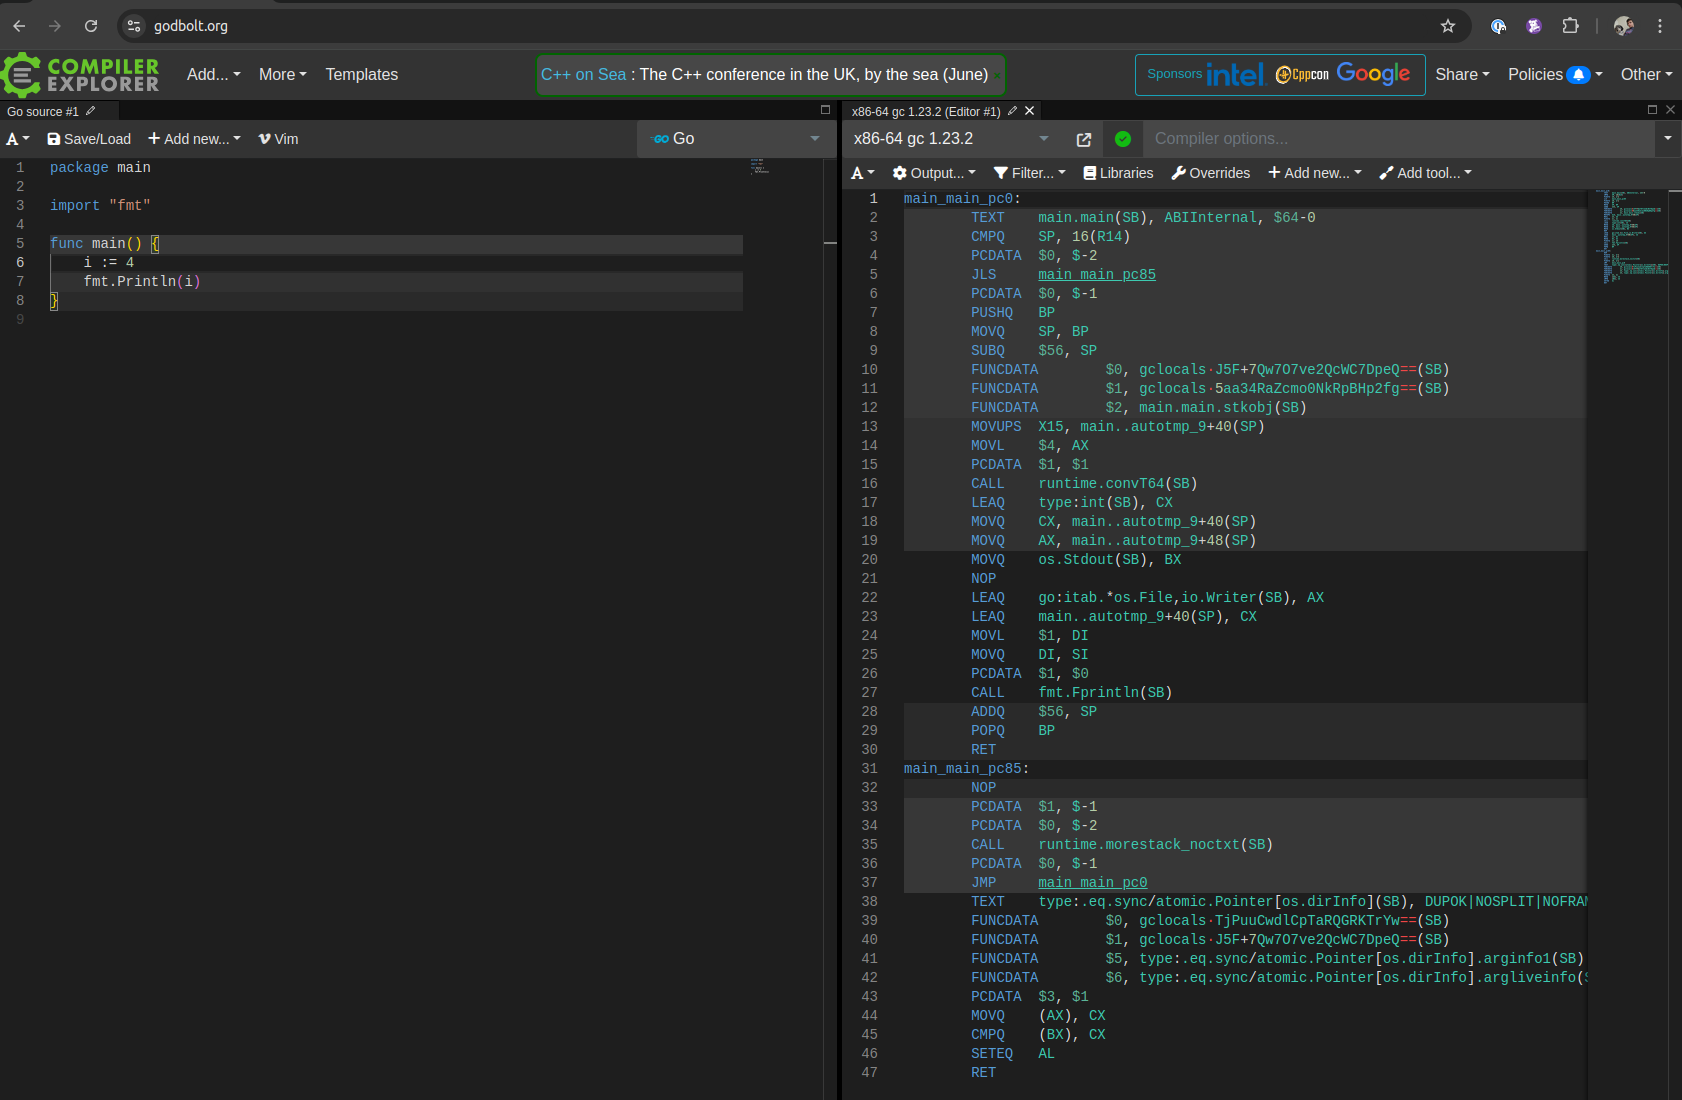 godbolt.org
COMPILER
EXPLORER
Add...
More
Templates
C++ on Sea : The C++ conference in the UK, by the sea (June)
Sponsors intel. Cppcon Google
Share
Policies
Other
Go source #1
A
Save/Load
+ Add new...
Vim
Go
1 package main
2
3 import "fmt"
4
5 func main() {
6 i := 4
7 fmt.Println(i)
8 }
9
x86-64 gc 1.23.2 (Editor #1)
x86-64 gc 1.23.2
Compiler options...
A
Output...
Filter...
Libraries
Overrides
+ Add new...
Add tool...
1 main_main_pc0:
2 TEXT main.main(SB), ABIInternal, $64-0
3 CMPQ SP, 16(R14)
4 PCDATA $0, $-2
5 JLS main_main_pc85
6 PCDATA $0, $-1
7 PUSHQ BP
8 MOVQ SP, BP
9 SUBQ $56, SP
10 FUNCDATA $0, gclocals·J5F+7Qw7O7ve2QcWC7DpeQ==(SB)
11 FUNCDATA $1, gclocals·5aa34RaZcmo0NkRpBHp2fg==(SB)
12 FUNCDATA $2, main.main.stkobj(SB)
13 MOVUPS X15, main..autotmp_9+40(SP)
14 MOVL $4, AX
15 PCDATA $1, $1
16 CALL runtime.convT64(SB)
17 LEAQ type:int(SB), CX
18 MOVQ CX, main..autotmp_9+40(SP)
19 MOVQ AX, main..autotmp_9+48(SP)
20 MOVQ os.Stdout(SB), BX
21 NOP
22 LEAQ go:itab.*os.File,io.Writer(SB), AX
23 LEAQ main..autotmp_9+40(SP), CX
24 MOVL $1, DI
25 MOVQ DI, SI
26 PCDATA $1, $0
27 CALL fmt.Fprintln(SB)
28 ADDQ $56, SP
29 POPQ BP
30 RET
31 main_main_pc85:
32 NOP
33 PCDATA $1, $-1
34 PCDATA $0, $-2
35 CALL runtime.morestack_noctxt(SB)
36 PCDATA $0, $-1
37 JMP main_main_pc0
38 TEXT type:.eq.sync/atomic.Pointer[os.dirInfo](SB), DUPOK|NOSPLIT|NOFRA
39 FUNCDATA $0, gclocals·TjPuuCwdlCpTaRQGRKTrYw==(SB)
40 FUNCDATA $1, gclocals·J5F+7Qw7O7ve2QcWC7DpeQ==(SB)
41 FUNCDATA $5, type:.eq.sync/atomic.Pointer[os.dirInfo].arginfo1(SB)
42 FUNCDATA $6, type:.eq.sync/atomic.Pointer[os.dirInfo].argliveinfo(
43 PCDATA $3, $1
44 MOVQ (AX), CX
45 CMPQ (BX), CX
46 SETEQ AL
47 RET